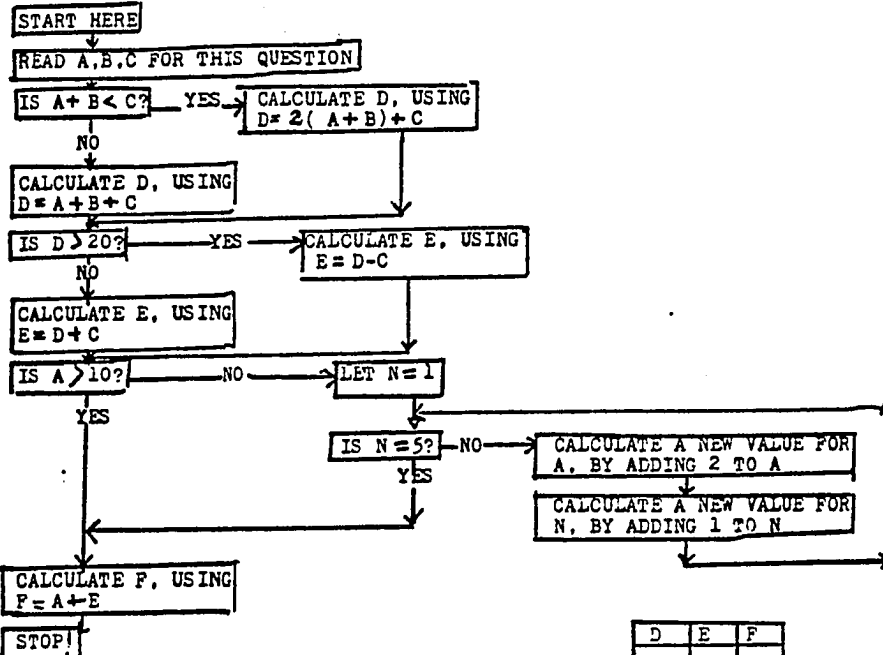 START HERE
READ A,B,C FOR THIS QUESTION
IS A+ B < C?
YES
CALCULATE D, USING
D= 2( A+B)+C
NO
CALCULATE D, USING
D=A+B+C
IS D > 20?
YES
CALCULATE E, USING
E=D-C
NO
CALCULATE E, USING
E=D+C
IS A > 10?
NO
LET N=1
YES
IS N=5?
NO
CALCULATE A NEW VALUE FOR
A, BY ADDING 2 TO A
YES
CALCULATE A NEW VALUE FOR
N, BY ADDING 1 TO N
CALCULATE F, USING
F=A+E
STOP!
D E F